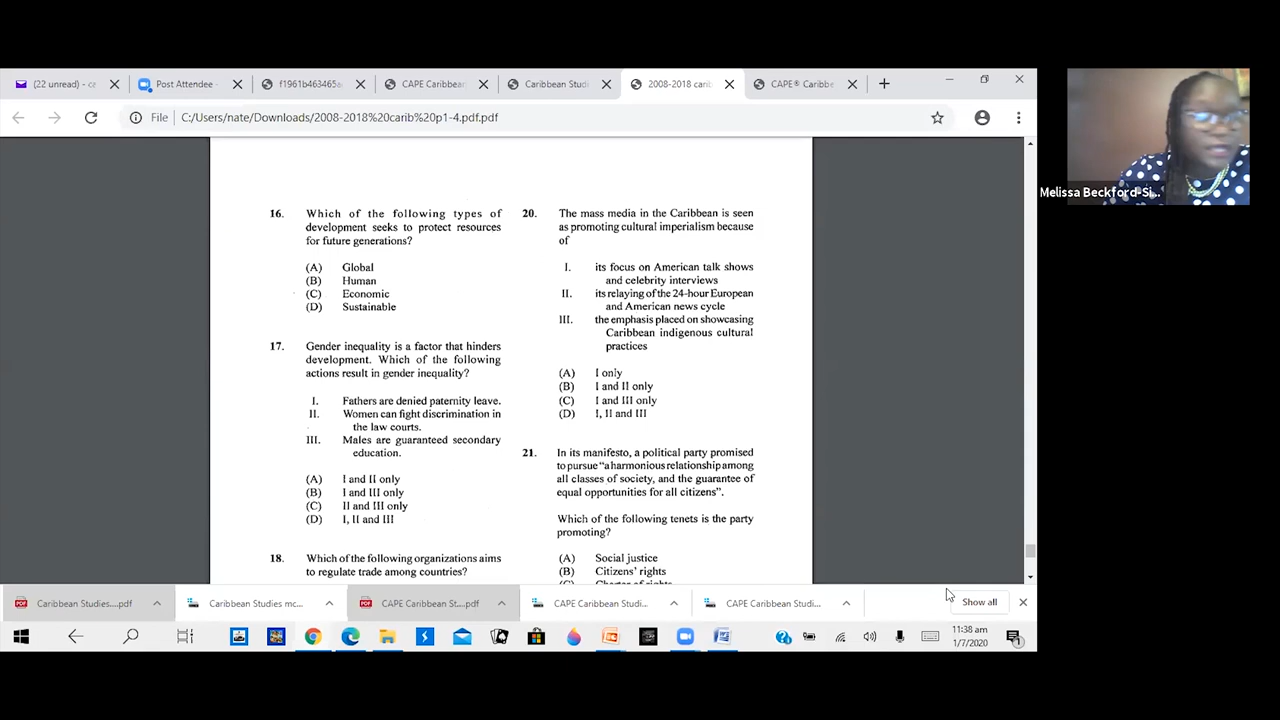 (22 unread) - ca
Post Attendee -
f1961b463465a
CAPE Caribbean
Caribbean Studi
2008-2018 carib
CAPE® Caribbe
File
C:/Users/nate/Downloads/2008-2018%20carib%20p1-4.pdf.pdf
16. Which of the following types of
development seeks to protect resources
for future generations?
(A) Global
(B) Human
(C) Economic
(D) Sustainable
17. Gender inequality is a factor that hinders
development. Which of the following
actions result in gender inequality?
I. Fathers are denied paternity leave.
II. Women can fight discrimination in
the law courts.
III. Males are guaranteed secondary
education.
(A) I and II only
(B) I and III only
(C) II and III only
(D) I, II and III
18. Which of the following organizations aims
to regulate trade among countries?
20. The mass media in the Caribbean is seen
as promoting cultural imperialism because
of
I. its focus on American talk shows
and celebrity interviews
II. its relaying of the 24-hour European
and American news cycle
III. the emphasis placed on showcasing
Caribbean indigenous cultural
practices
(A) I only
(B) I and II only
(C) I and III only
(D) I, II and III
21. In its manifesto, a political party promised
to pursue "a harmonious relationship among
all classes of society, and the guarantee of
equal opportunities for all citizens".
Which of the following tenets is the party
promoting?
(A) Social justice
(B) Citizens' rights
(C) Charter of rights
Melissa Beckford-Si...
Caribbean Studies....pdf
Caribbean Studies mc...
CAPE Caribbean St....pdf
CAPE Caribbean Studi...
CAPE Caribbean Studi...
Show all
11:38 am
1/7/2020